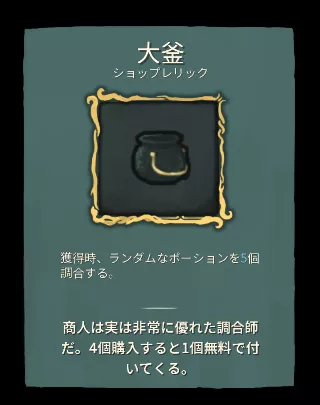 大釜
ショップレリック
獲得時、ランダムなポーションを5個
調合する。
商人は実は非常に優れた調合師
だ。4個購入すると1個無料で付
いてくる。